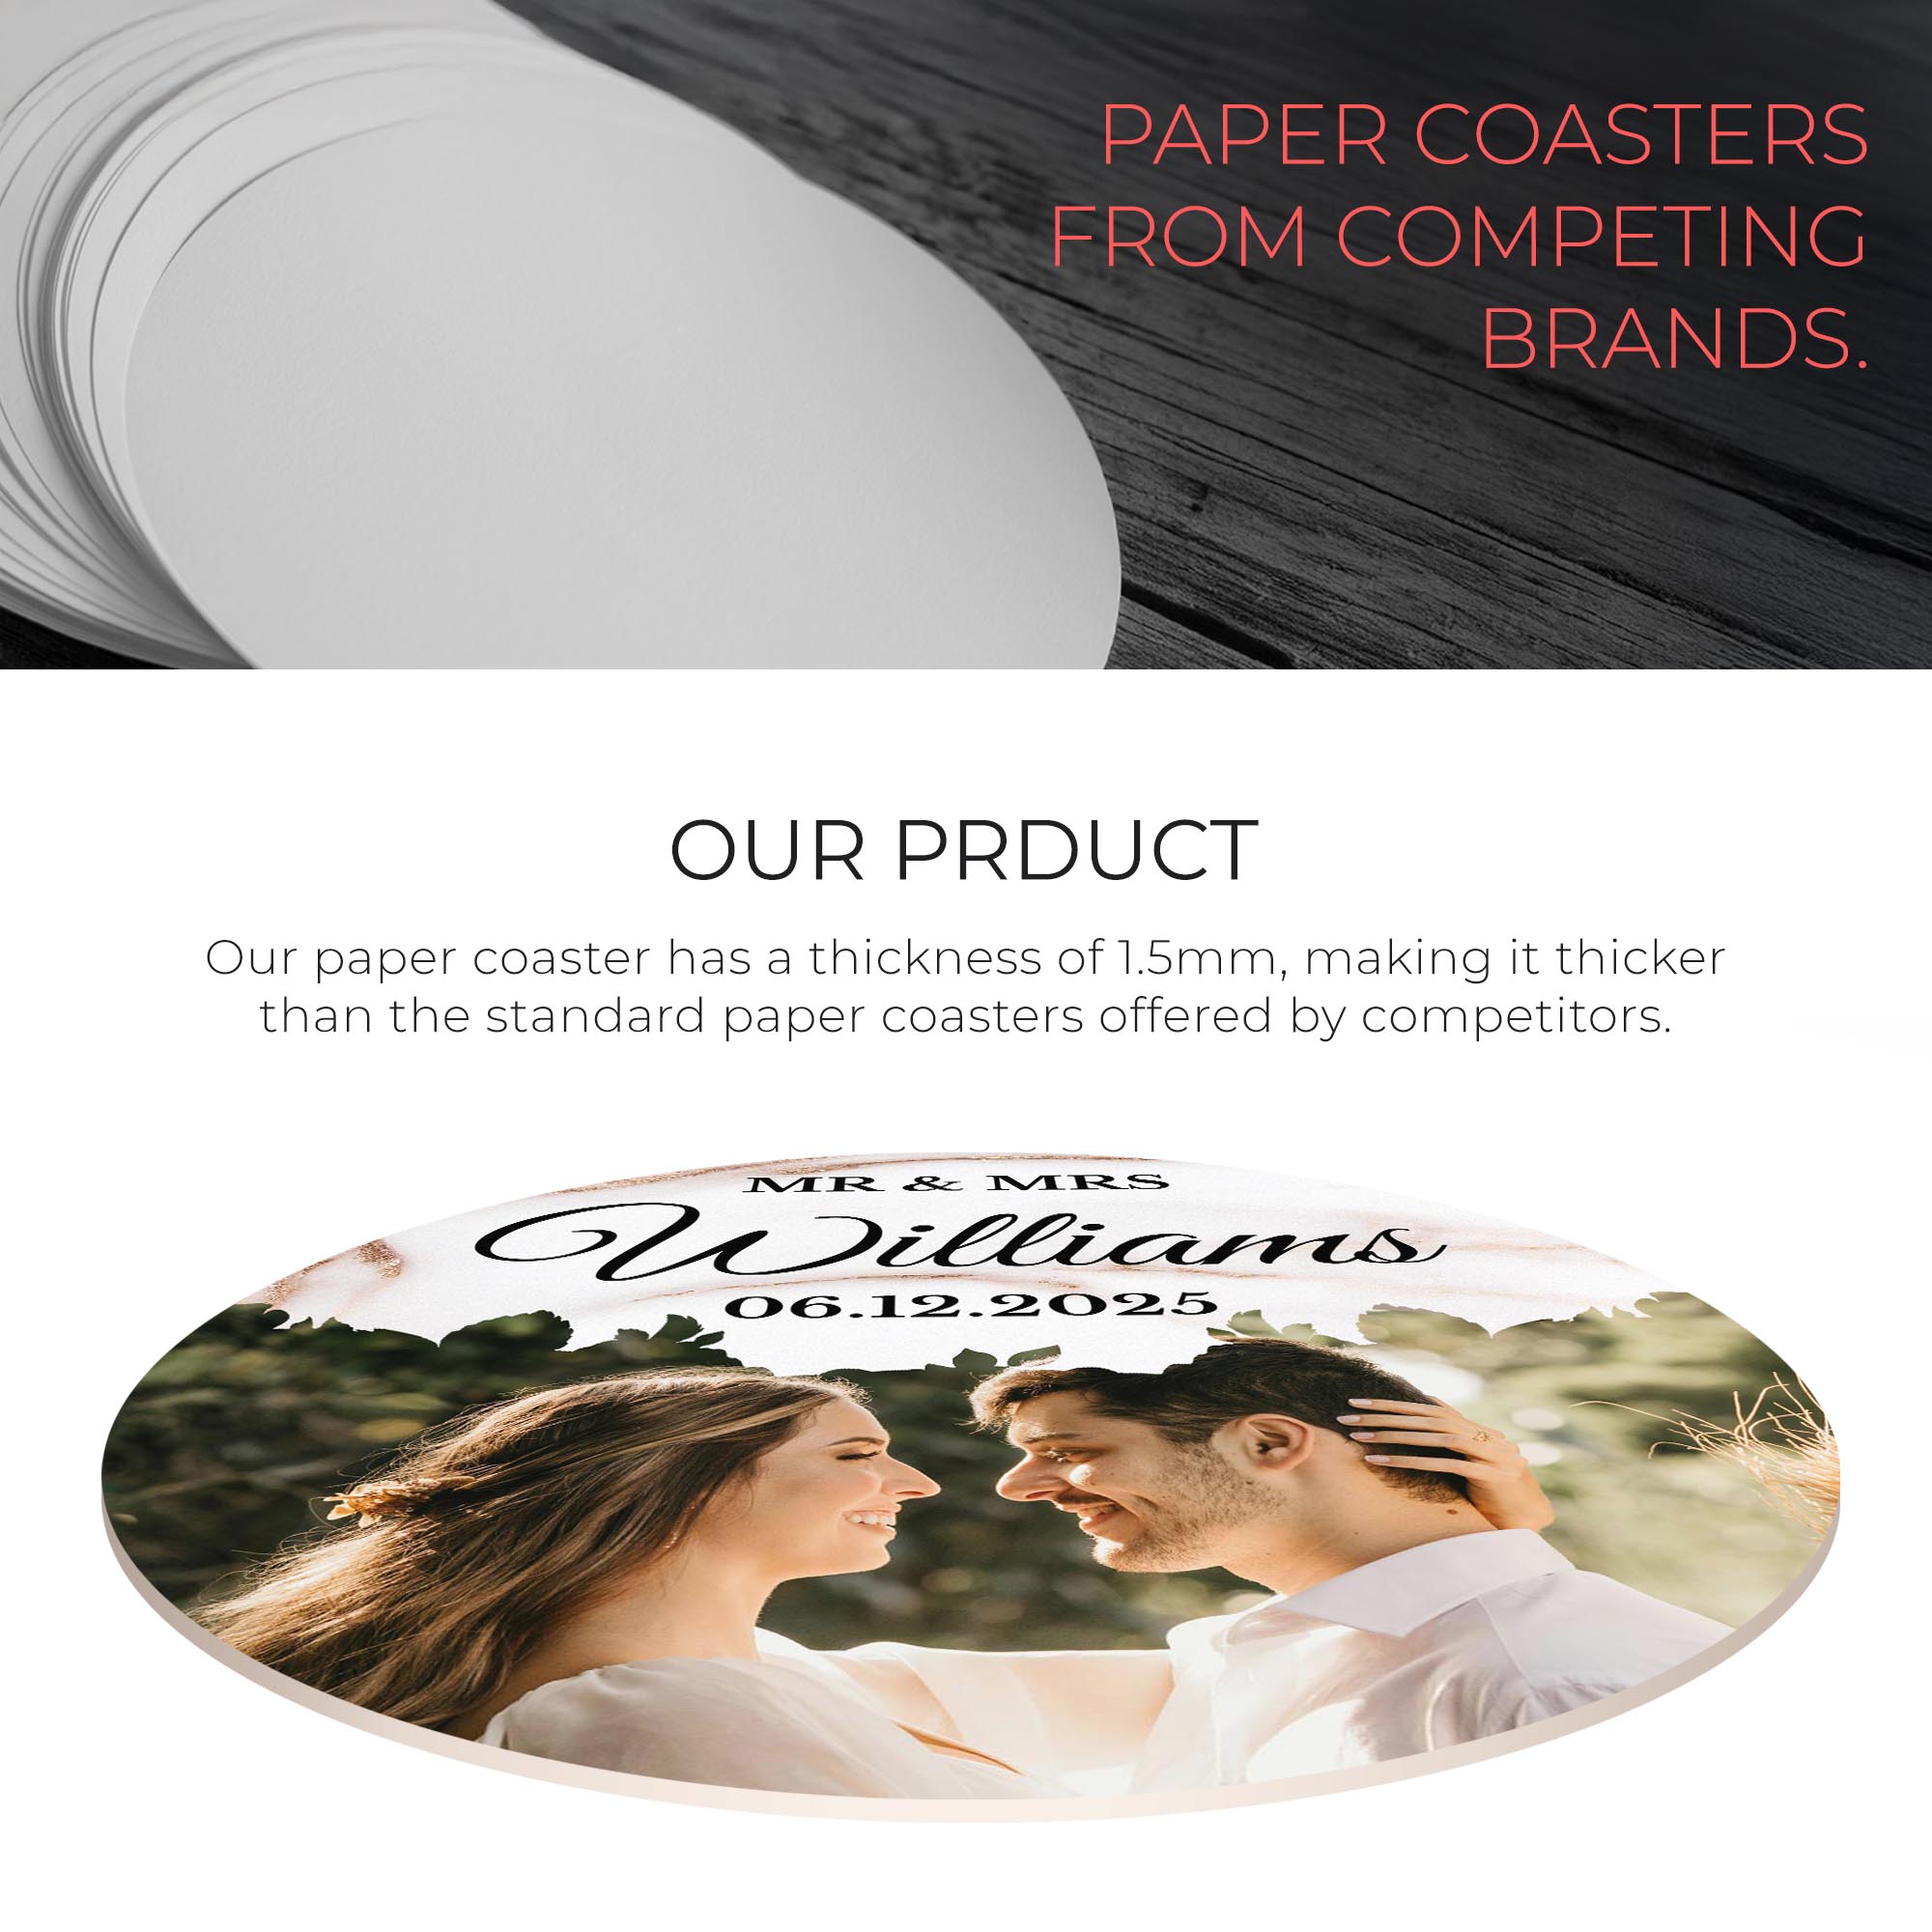 PAPER COASTERS
FROM COMPETING
BRANDS.
OUR PRDUCT
Our paper coaster has a thickness of 1.5mm, making it thicker
than the standard paper coasters offered by competitors.
MR & MRS
Williams
06.12.2025